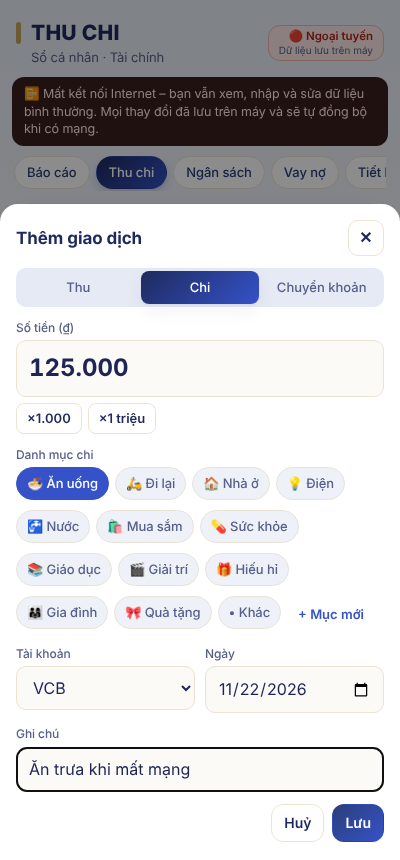 THU CHI
Sổ cá nhân · Tài chính
🔴 Ngoại tuyến
Dữ liệu lưu trên máy
Mất kết nối Internet – bạn vẫn xem, nhập và sửa dữ liệu
bình thường. Mọi thay đổi đã lưu trên máy và sẽ tự đồng bộ
khi có mạng.
Báo cáo Thu chi Ngân sách Vay nợ Tiết
Thêm giao dịch
✕
Thu Chi Chuyển khoản
Số tiền (₫)
125.000
×1.000 ×1 triệu
Danh mục chi
🍜 Ăn uống 🛵 Đi lại 🏠 Nhà ở 💡 Điện
🚰 Nước 🛍️ Mua sắm 💊 Sức khỏe
📚 Giáo dục 🎬 Giải trí 🎁 Hiếu hỉ
👨‍👩‍👧 Gia đình 🎀 Quà tặng • Khác + Mục mới
Tài khoản Ngày
VCB 11/22/2026
Ghi chú
Ăn trưa khi mất mạng
Huỷ Lưu